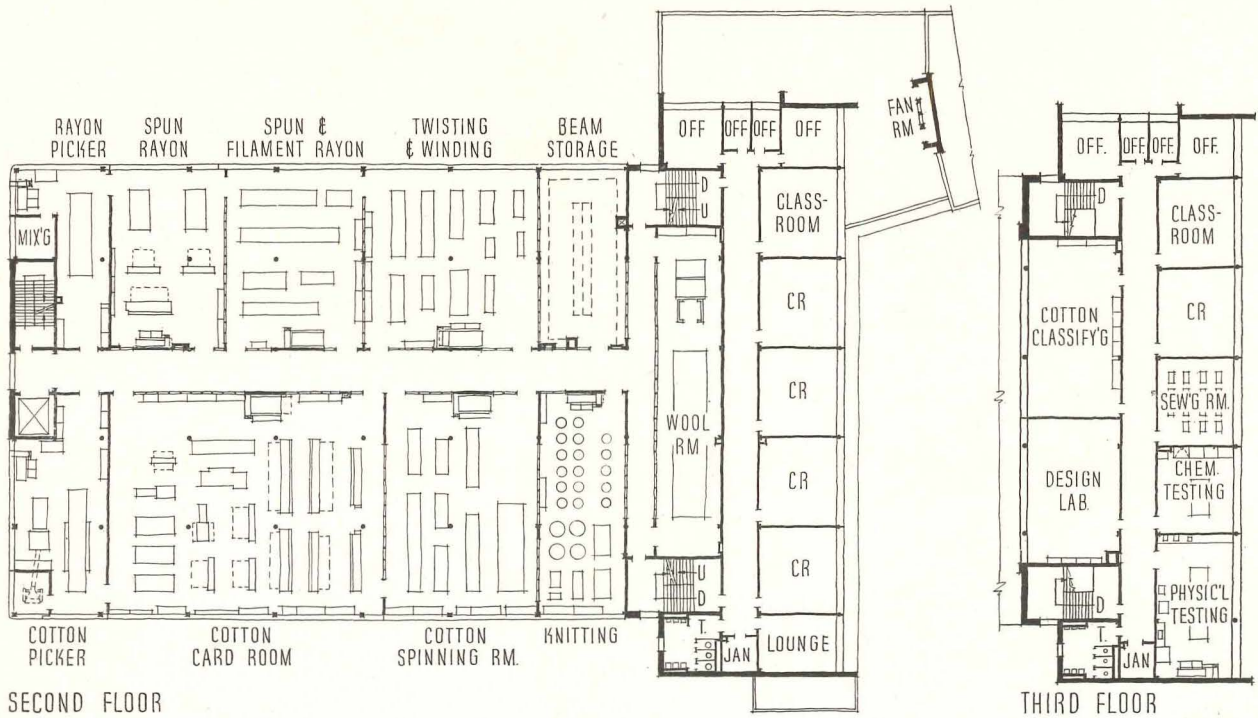 RAYON
PICKER
SPUN
RAYON
SPUN &
FILAMENT RAYON
TWISTING
& WINDING
BEAM
STORAGE
OFF
OFF
OFF
OFF
FAN
RM
MIX'G
D
U
CLASS-
ROOM
CR
CR
WOOL
RM
CR
CR
U
D
T.
JAN
LOUNGE
COTTON
PICKER
COTTON
CARD ROOM
COTTON
SPINNING RM.
KNITTING
SECOND FLOOR
OFF.
OFF.
OFF.
OFF.
D
CLASS-
ROOM
COTTON
CLASSIFY'G
CR
SEW'G RM.
DESIGN
LAB.
CHEM.
TESTING
D
PHYSIC'L
TESTING
T.
JAN
THIRD FLOOR